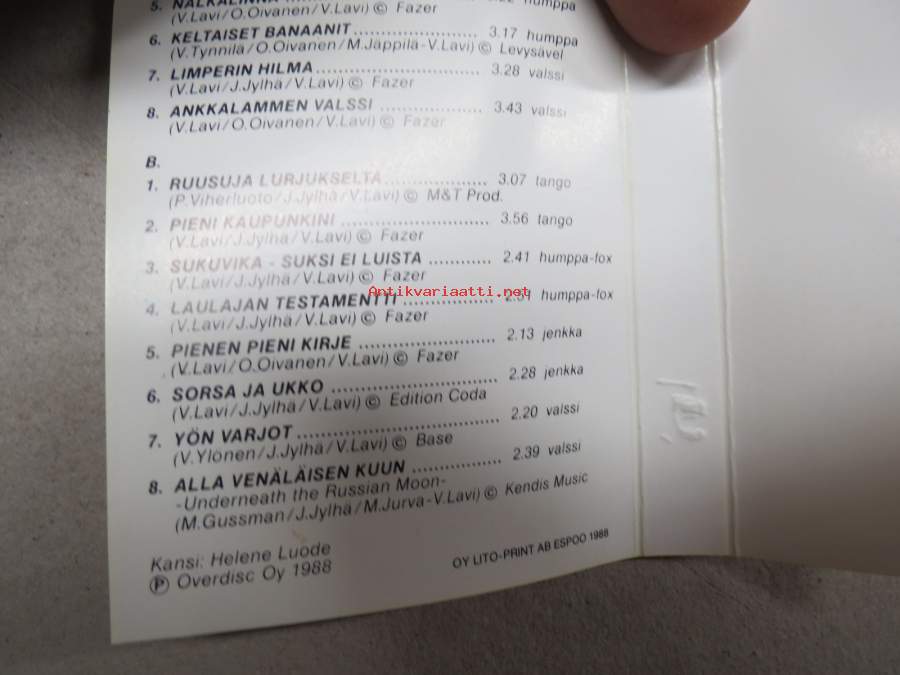 5. NÄLKÄLINNA humppa
(V.Lavi/O.Oivanen/V.Lavi) © Fazer
6. KELTAISET BANAANIT ........................ 3.17 humppa
(V.Tynnilä/O.Oivanen/M.Jäppilä-V.Lavi) © Levysävel
7. LIMPERIN HILMA ................................ 3.28 valssi
(V.Lavi/J.Jylhä/V.Lavi) © Fazer
8. ANKKALAMMEN VALSSI .................... 3.43 valssi
(V.Lavi/O.Oivanen/V.Lavi) © Fazer
B.
1. RUUSUJA LURJUKSELTA .................... 3.07 tango
(P.Viherluoto/J.Jylhä/V.Lavi) © M&T Prod.
2. PIENI KAUPUNKINI ............................. 3.56 tango
(V.Lavi/J.Jylhä/V.Lavi) © Fazer
3. SUKUVIKA - SUKSI EI LUISTA ............ 2.41 humppa-fox
(V.Lavi/J.Jylhä/V.Lavi) © Fazer
Antikvariaatti.net
4. LAULAJAN TESTAMENTTI .................. humppa-fox
(V.Lavi/J.Jylhä/V.Lavi) © Fazer
5. PIENEN PIENI KIRJE ........................... 2.13 jenkka
(V.Lavi/O.Oivanen/V.Lavi) © Fazer
6. SORSA JA UKKO ................................. 2.28 jenkka
(V.Lavi/J.Jylhä/V.Lavi) © Edition Coda
7. YÖN VARJOT ........................................ 2.20 valssi
(V.Ylönen/J.Jylhä/V.Lavi) © Base
8. ALLA VENÄLÄISEN KUUN .................. 2.39 valssi
-Underneath the Russian Moon-
(M.Gussman/J.Jylhä/M.Jurva-V.Lavi) © Kendis Music
Kansi: Helene Luode
Ⓟ Overdisc Oy 1988
OY LITO-PRINT AB ESPOO 1988